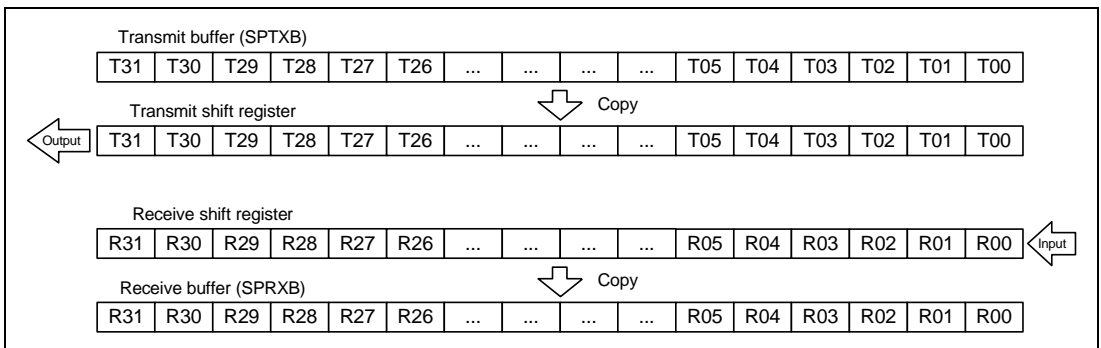 Transmit buffer (SPTXB)
T31 T30 T29 T28 T27 T26 ... ... ... ... T05 T04 T03 T02 T01 T00
Copy
Transmit shift register
Output T31 T30 T29 T28 T27 T26 ... ... ... ... T05 T04 T03 T02 T01 T00
Receive shift register
R31 R30 R29 R28 R27 R26 ... ... ... ... R05 R04 R03 R02 R01 R00 Input
Copy
Receive buffer (SPRXB)
R31 R30 R29 R28 R27 R26 ... ... ... ... R05 R04 R03 R02 R01 R00